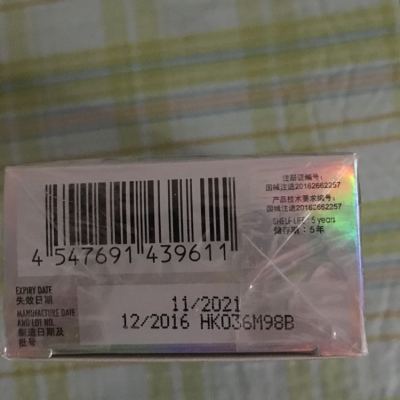 注册证编号:
国械注进20162662257
产品技术要求编号:
国械注进20162662257
SHELF LIFE: 5 years
储存期: 5年
4 547691 439611
EXPIRY DATE
失效日期
11/2021
MANUFACTURE DATE
AND LOT NO.
制造日期及
批号
12/2016 HK036M98B